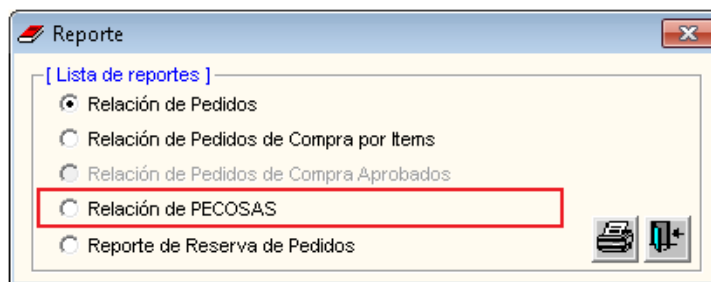 Reporte
[ Lista de reportes ]
Relación de Pedidos
Relación de Pedidos de Compra por Items
Relación de Pedidos de Compra Aprobados
Relación de PECOSAS
Reporte de Reserva de Pedidos